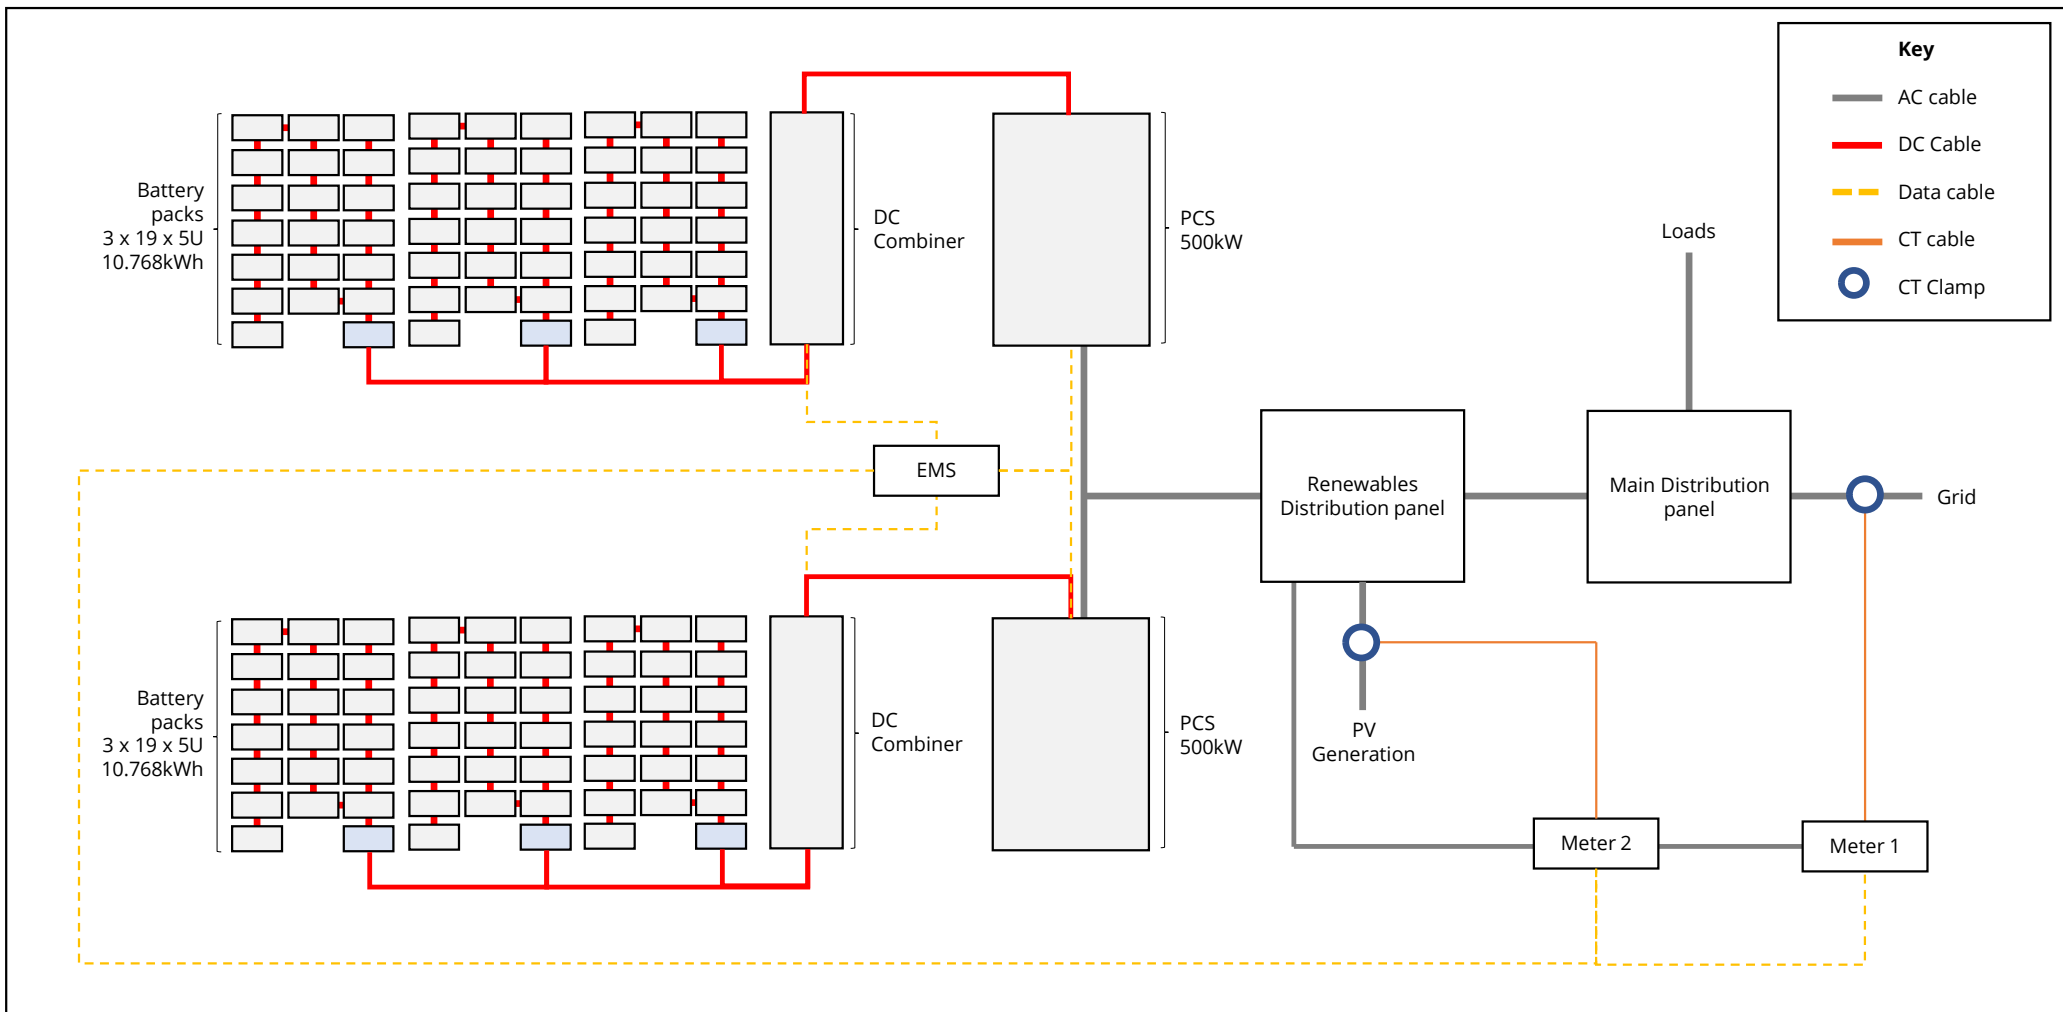 Key
AC cable
DC Cable
Data cable
CT cable
CT Clamp
Battery
packs
3 x 19 x 5U
10.768kWh
DC
Combiner
PCS
500kW
Loads
EMS
Renewables
Distribution panel
Main Distribution
panel
Grid
Battery
packs
3 x 19 x 5U
10.768kWh
DC
Combiner
PCS
500kW
PV
Generation
Meter 2
Meter 1